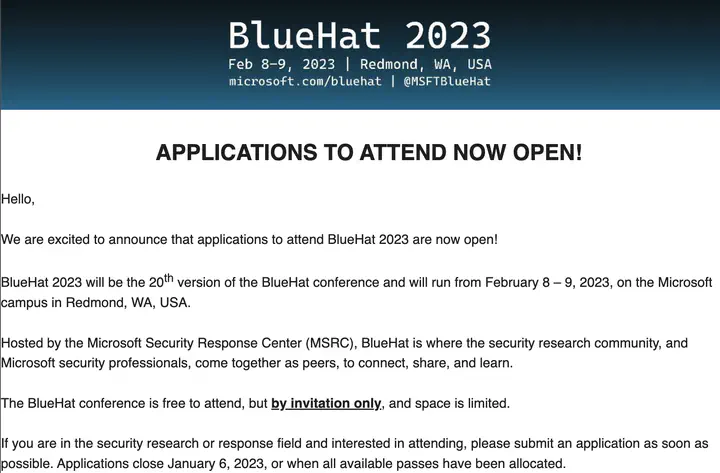 BlueHat 2023
Feb 8–9, 2023 | Redmond, WA, USA
microsoft.com/bluehat | @MSFTBlueHat
APPLICATIONS TO ATTEND NOW OPEN!
Hello,
We are excited to announce that applications to attend BlueHat 2023 are now open!
BlueHat 2023 will be the 20th version of the BlueHat conference and will run from February 8 – 9, 2023, on the Microsoft
campus in Redmond, WA, USA.
Hosted by the Microsoft Security Response Center (MSRC), BlueHat is where the security research community, and
Microsoft security professionals, come together as peers, to connect, share, and learn.
The BlueHat conference is free to attend, but by invitation only, and space is limited.
If you are in the security research or response field and interested in attending, please submit an application as soon as
possible. Applications close January 6, 2023, or when all available passes have been allocated.